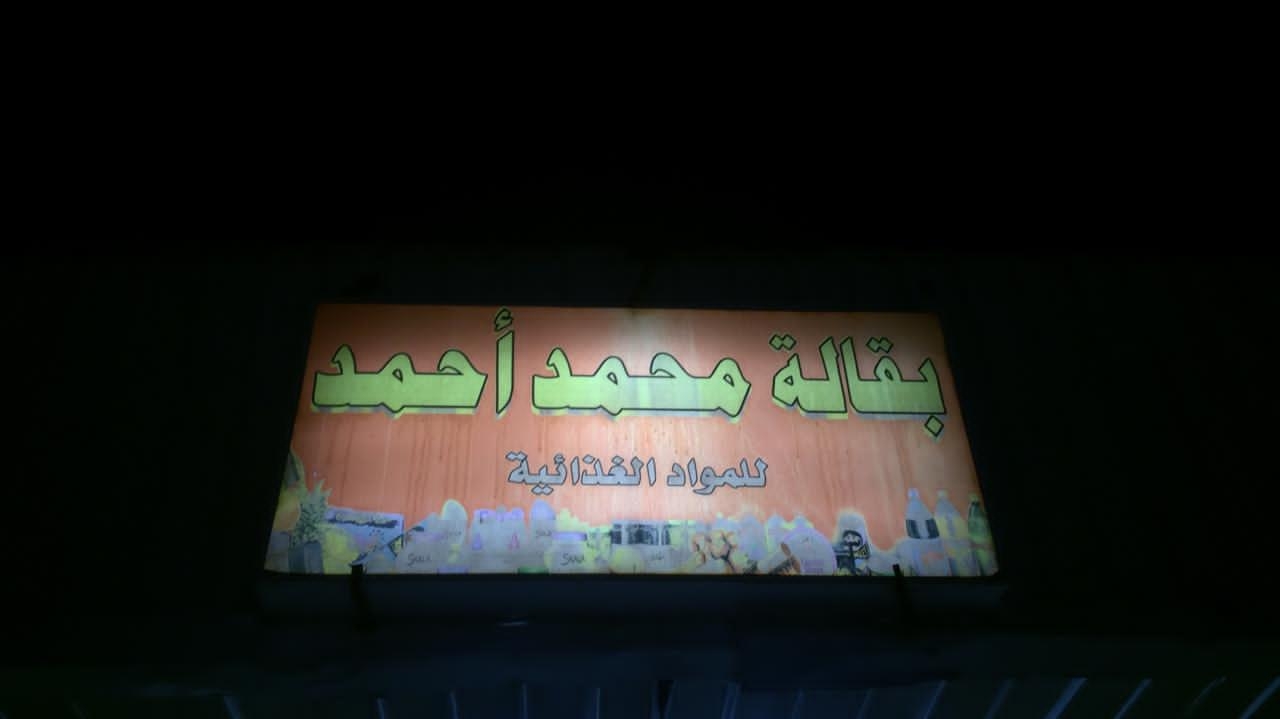 بقالة محمد أحمد
للمواد الغذائية